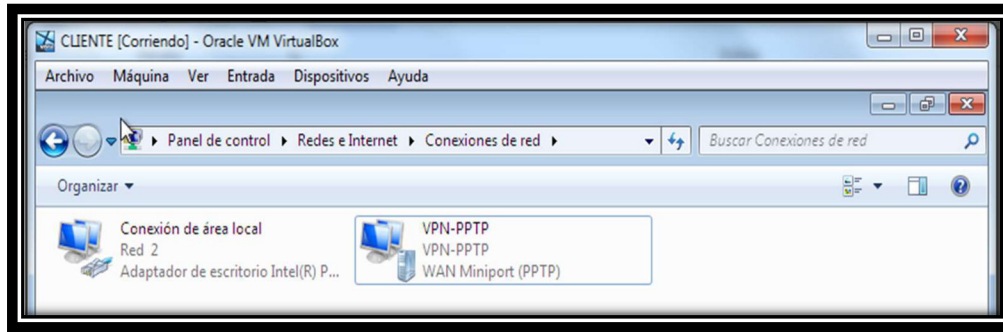 CLIENTE [Corriendo] - Oracle VM VirtualBox
Archivo Máquina Ver Entrada Dispositivos Ayuda
Panel de control Redes e Internet Conexiones de red
Buscar Conexiones de red
Organizar
Conexión de área local
Red 2
Adaptador de escritorio Intel(R) P...
VPN-PPTP
VPN-PPTP
WAN Miniport (PPTP)